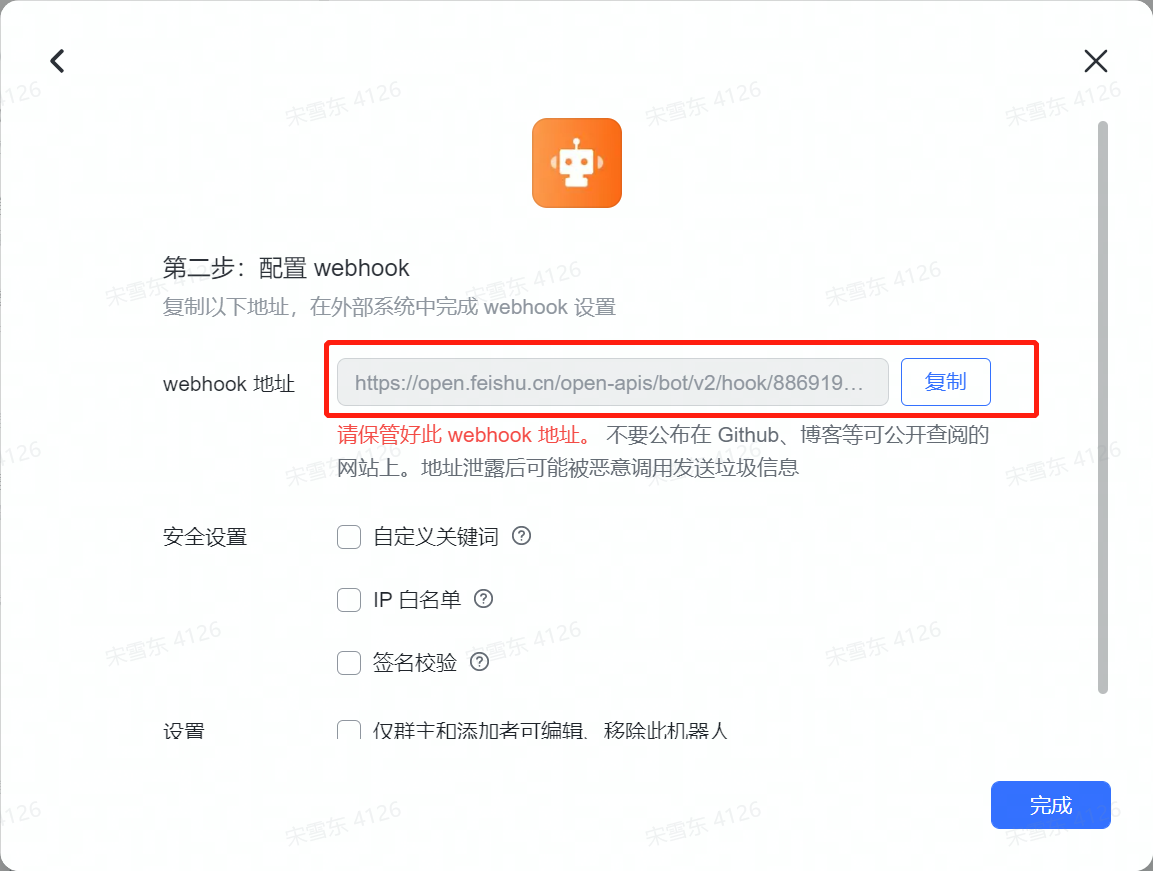 第二步：配置 webhook
复制以下地址，在外部系统中完成 webhook 设置
webhook 地址
https://open.feishu.cn/open-apis/bot/v2/hook/886919...
复制
请保管好此 webhook 地址。 不要公布在 Github、博客等可公开查阅的
网站上。地址泄露后可能被恶意调用发送垃圾信息
安全设置
自定义关键词
IP 白名单
签名校验
设置
仅群主和添加者可编辑、移除此机器人
完成
宋雪东 4126